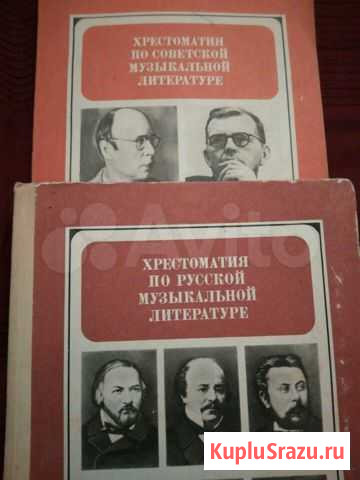 ХРЕСТОМАТИЯ
ПО СОВЕТСКОЙ
МУЗЫКАЛЬНОЙ
ЛИТЕРАТУРЕ
Avito
ХРЕСТОМАТИЯ
ПО РУССКОЙ
МУЗЫКАЛЬНОЙ
ЛИТЕРАТУРЕ
KupluSrazu.ru